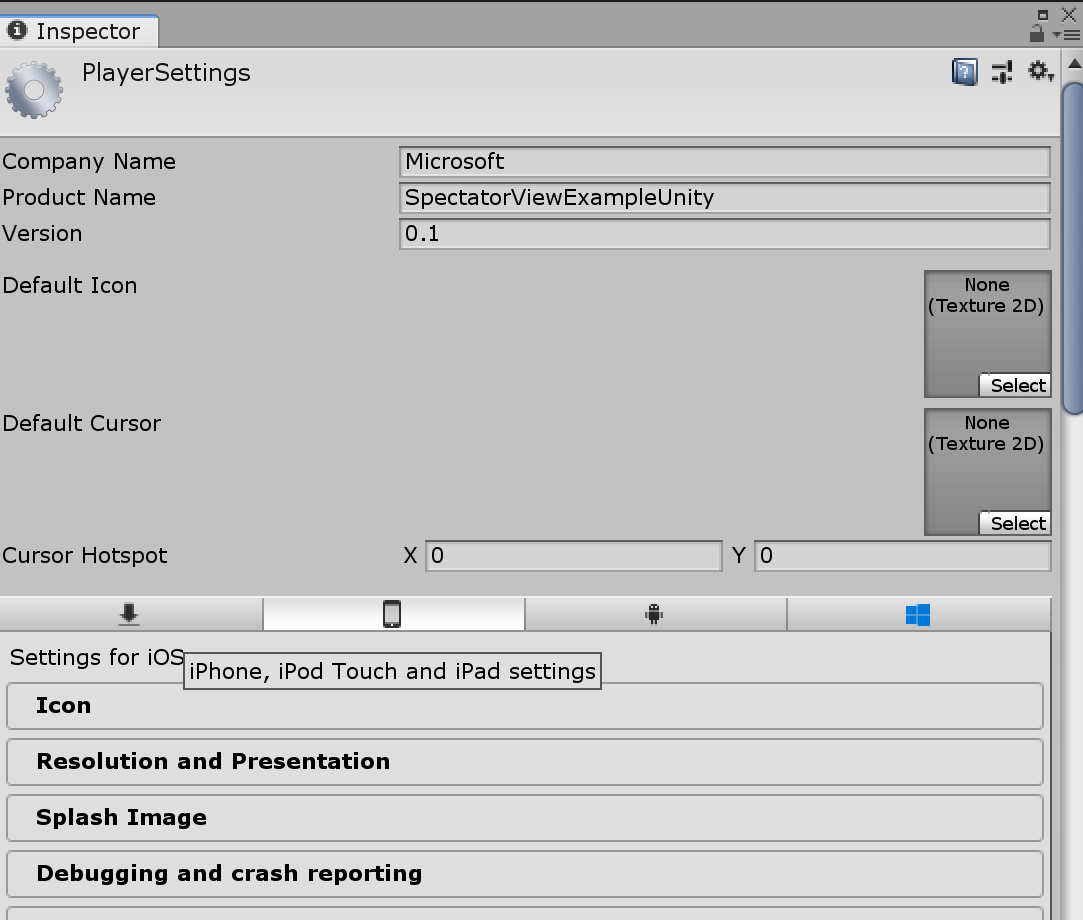 Inspector
PlayerSettings
Company Name Microsoft
Product Name SpectatorViewExampleUnity
Version 0.1
Default Icon
None
(Texture 2D)
Select
Default Cursor
None
(Texture 2D)
Select
Cursor Hotspot X 0 Y 0
Settings for iOS
iPhone, iPod Touch and iPad settings
Icon
Resolution and Presentation
Splash Image
Debugging and crash reporting